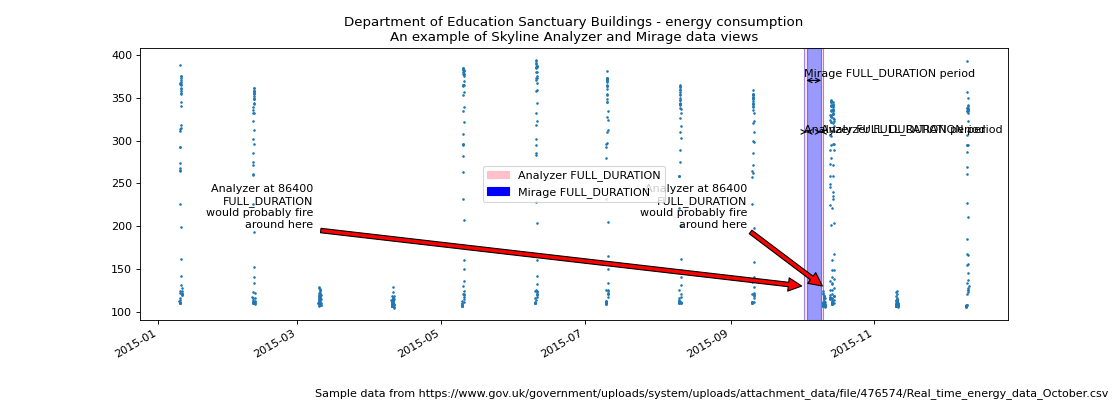 Department of Education Sanctuary Buildings - energy consumption
An example of Skyline Analyzer and Mirage data views
400
350
300
250
200
150
100
Mirage FULL_DURATION period
Analyzer FULL_DURATION period
Analyzer FULL_DURATION period
Analyzer FULL_DURATION
Mirage FULL_DURATION
Analyzer at 86400
FULL_DURATION
would probably fire
around here
Analyzer at 86400
FULL_DURATION
would probably fire
around here
2015-01
2015-03
2015-05
2015-07
2015-09
2015-11
Sample data from https://www.gov.uk/government/uploads/system/uploads/attachment_data/file/476574/Real_time_energy_data_October.csv